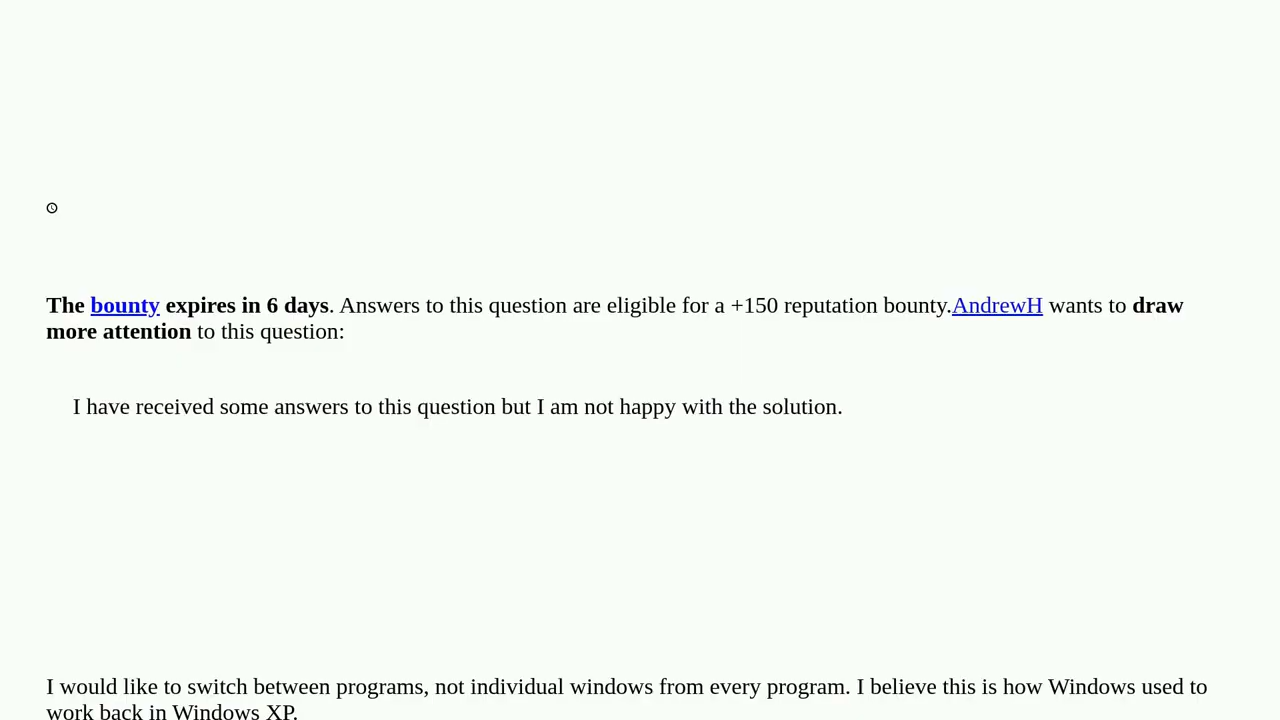 The bounty expires in 6 days. Answers to this question are eligible for a +150 reputation bounty.AndrewH wants to draw
more attention to this question:
I have received some answers to this question but I am not happy with the solution.
I would like to switch between programs, not individual windows from every program. I believe this is how Windows used to
work back in Windows XP.